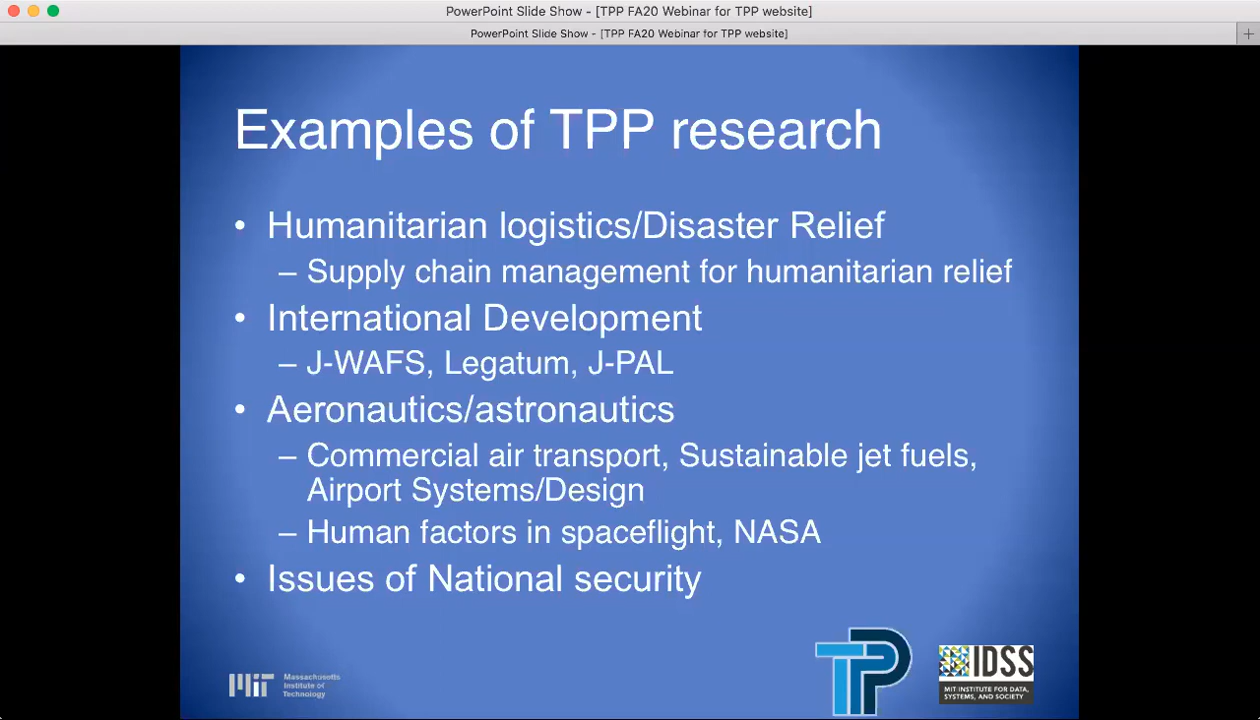 PowerPoint Slide Show - [TPP FA20 Webinar for TPP website]
PowerPoint Slide Show - [TPP FA20 Webinar for TPP website]
Examples of TPP research
• Humanitarian logistics/Disaster Relief
– Supply chain management for humanitarian relief
• International Development
– J-WAFS, Legatum, J-PAL
• Aeronautics/astronautics
– Commercial air transport, Sustainable jet fuels,
Airport Systems/Design
– Human factors in spaceflight, NASA
• Issues of National security
MIT
Massachusetts
Institute of
Technology
TPP
IDSS
MIT INSTITUTE FOR DATA,
SYSTEMS, AND SOCIETY